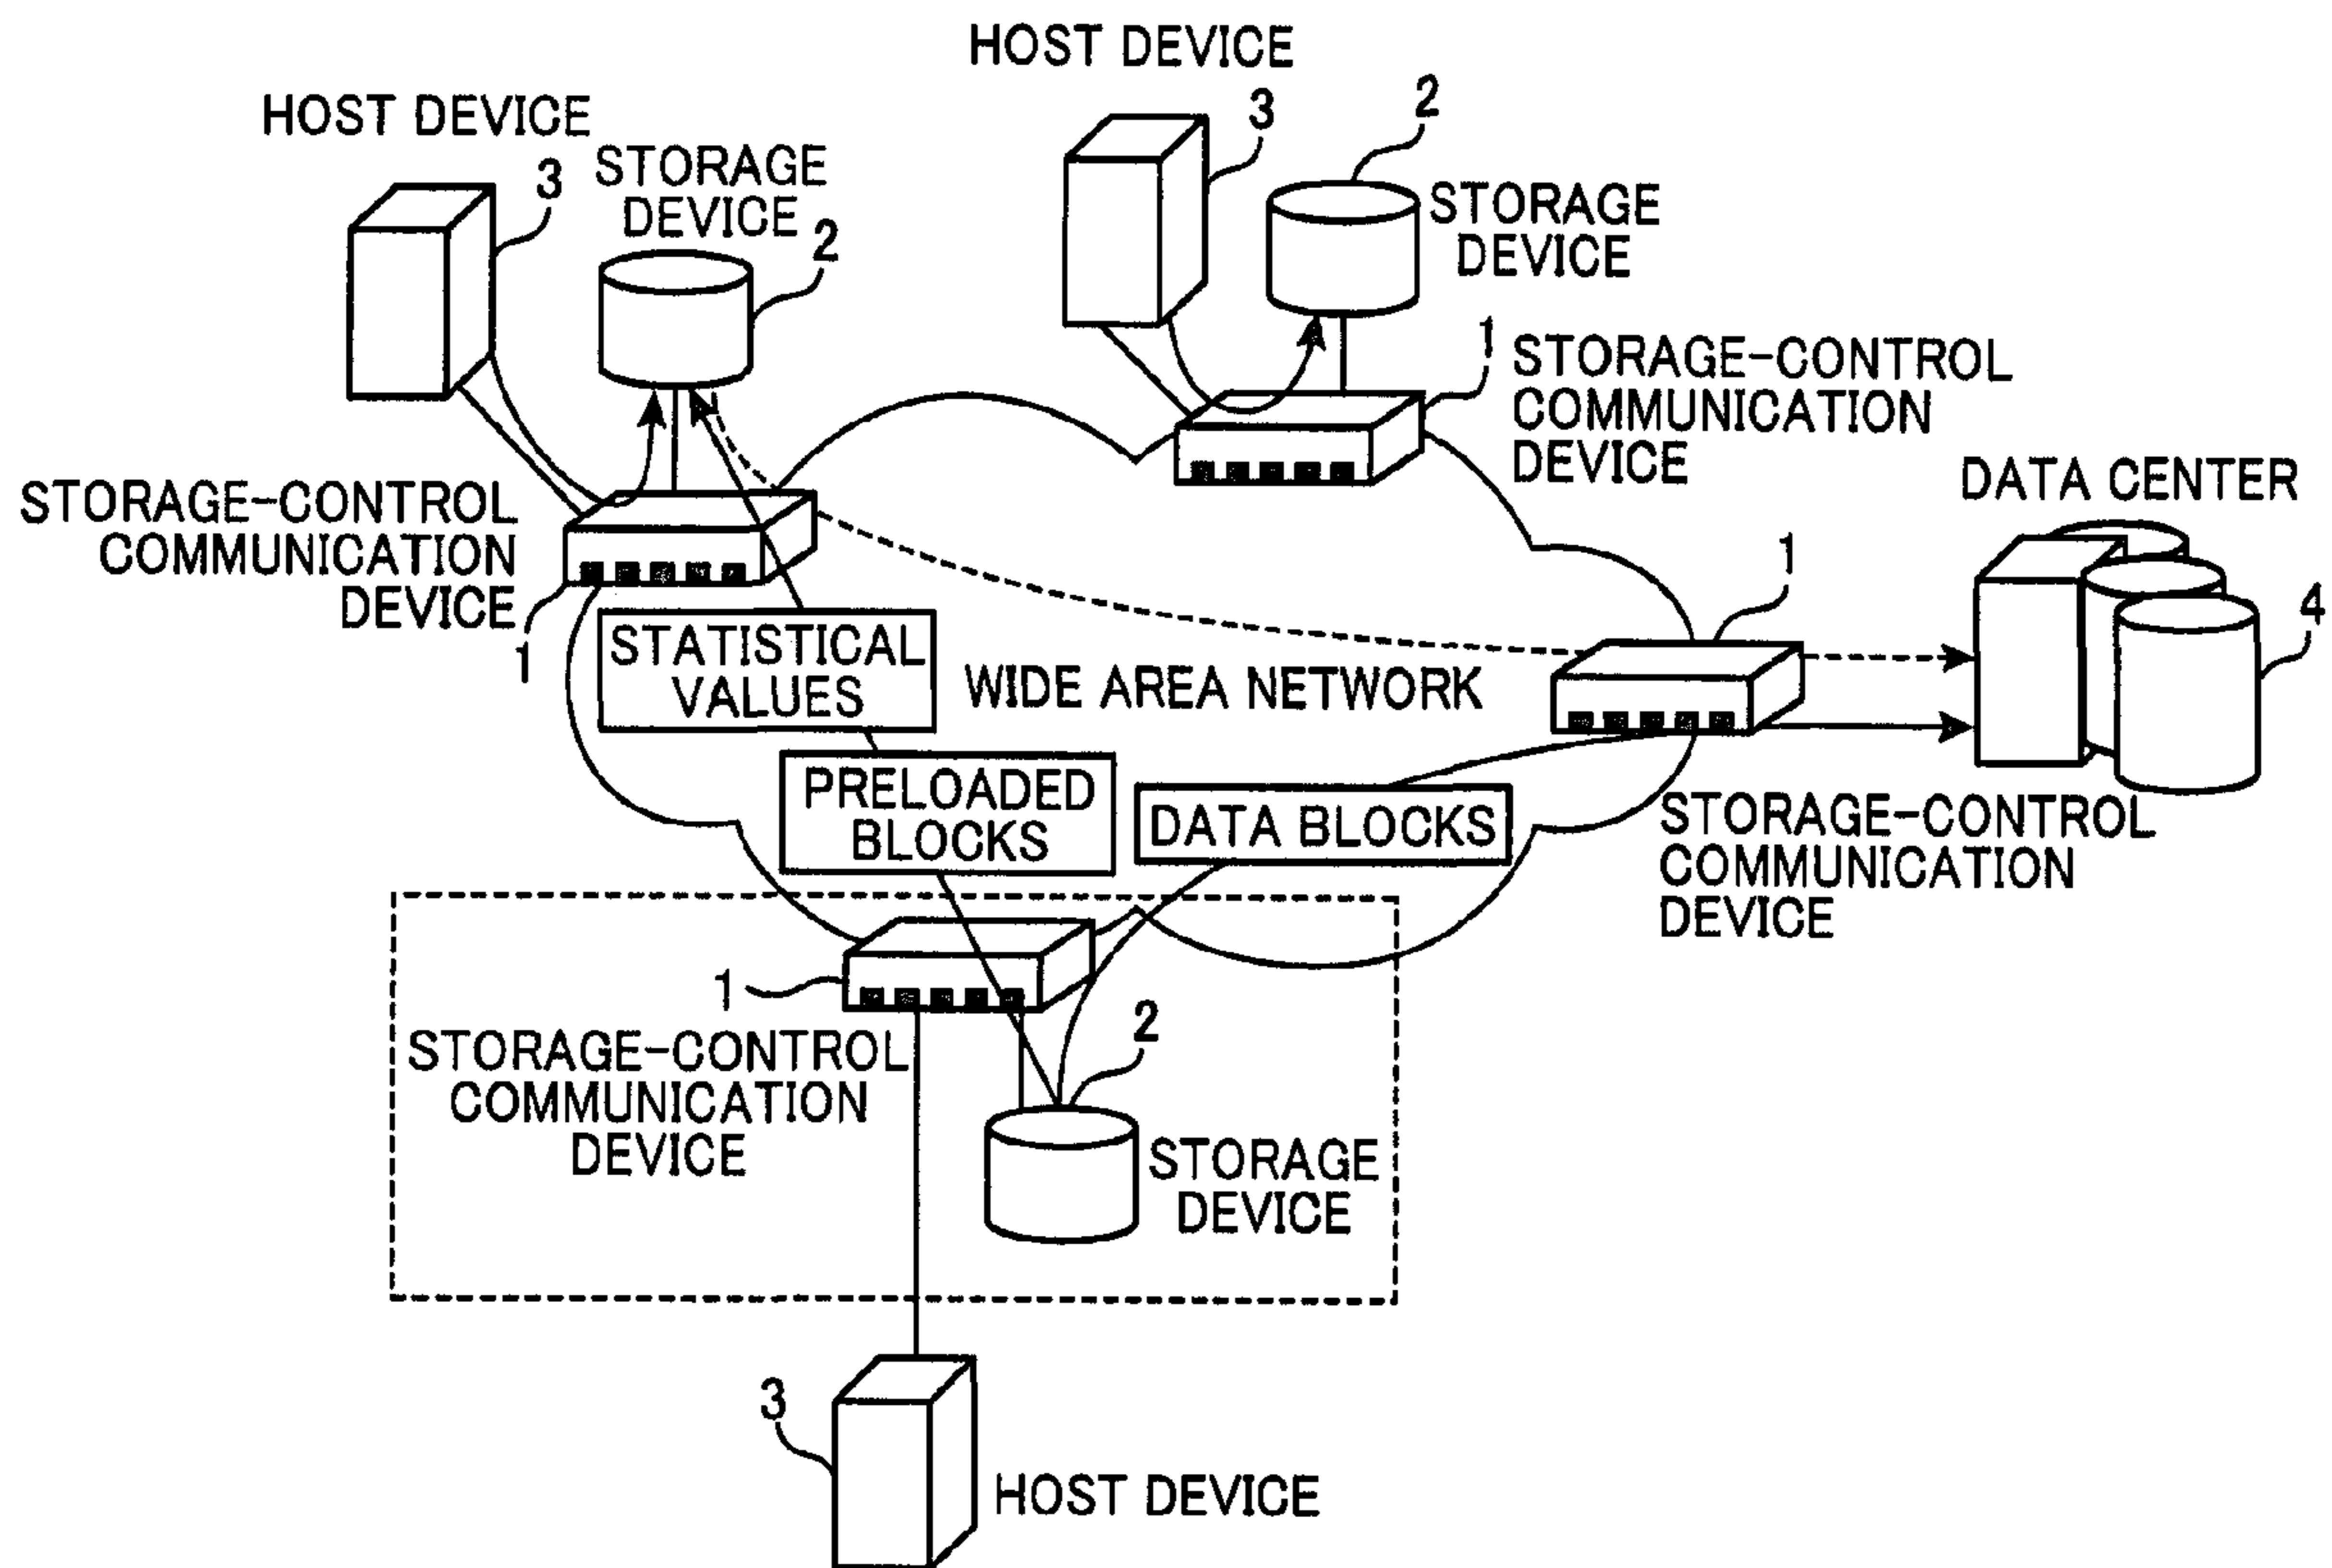 HOST DEVICE
3
2
HOST DEVICE
3
STORAGE
DEVICE
2
STORAGE
DEVICE
1
STORAGE-CONTROL
COMMUNICATION
DEVICE
STORAGE-CONTROL
COMMUNICATION
DEVICE
1
DATA CENTER
1
4
STATISTICAL
VALUES
WIDE AREA NETWORK
PRELOADED
BLOCKS
DATA BLOCKS
STORAGE-CONTROL
COMMUNICATION
DEVICE
1
STORAGE-CONTROL
COMMUNICATION
DEVICE
2
STORAGE
DEVICE
3
HOST DEVICE